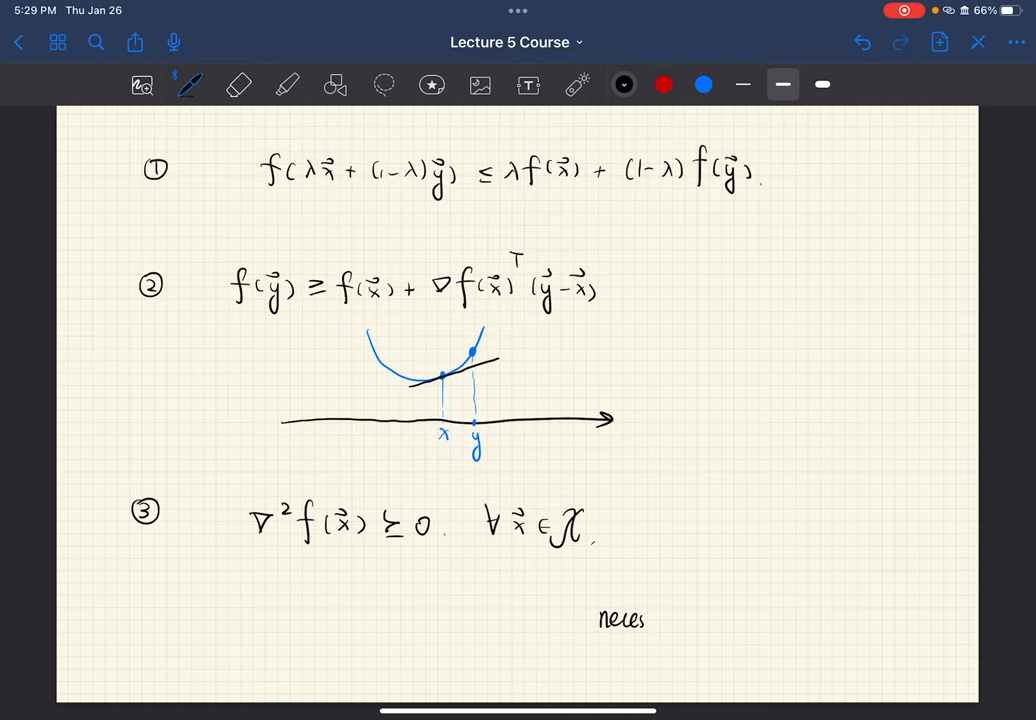 5:29 PM Thu Jan 26
66%
Lecture 5 Course
T
① f(λx⃗ + (1-λ)y⃗) ≤ λf(x⃗) + (1-λ)f(y⃗).
② f(y⃗) ≥ f(x⃗) + ∇f(x⃗)ᵀ(y⃗-x⃗)
x y
③ ∇²f(x⃗) ⪰ 0. ∀x⃗ ∈ 𝒳.
neces